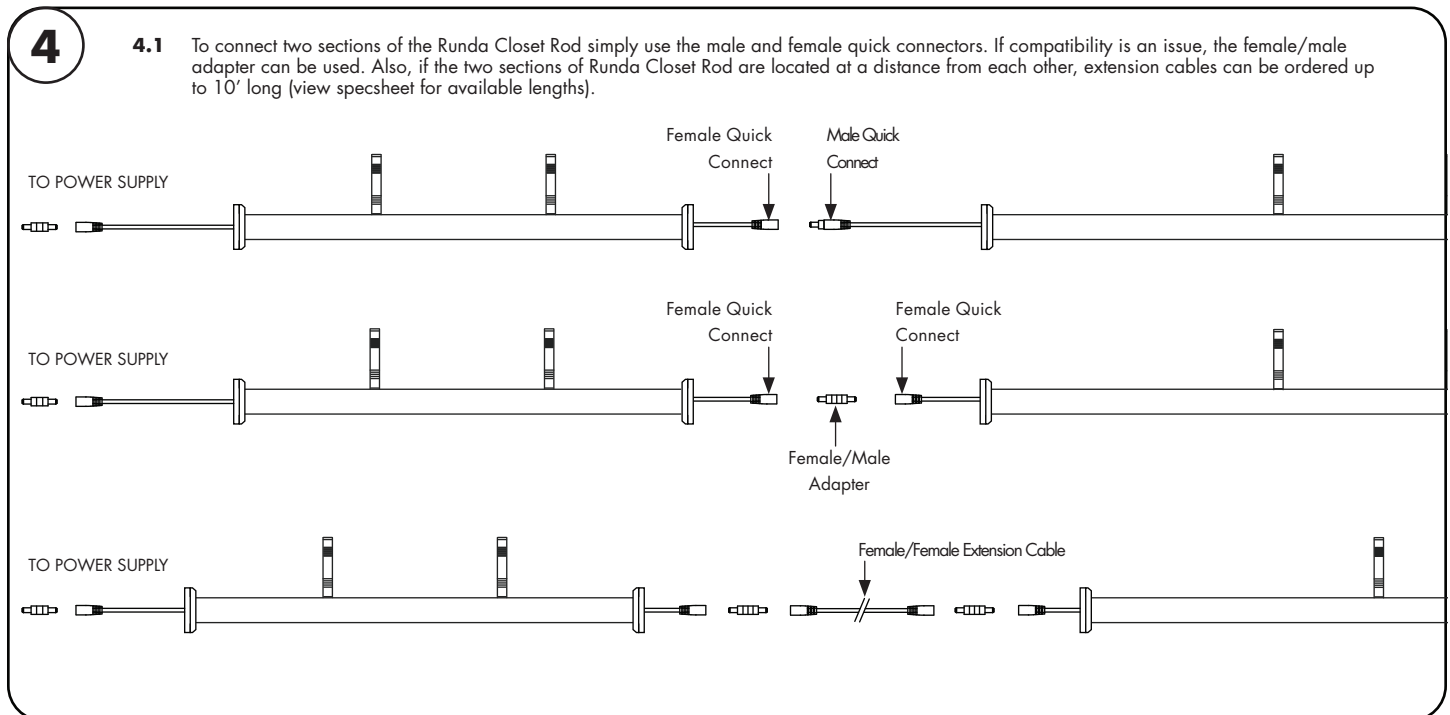 4
4.1 To connect two sections of the Runda Closet Rod simply use the male and female quick connectors. If compatibility is an issue, the female/male
adapter can be used. Also, if the two sections of Runda Closet Rod are located at a distance from each other, extension cables can be ordered up
to 10’ long (view specsheet for available lengths).
Female Quick
Connect
Male Quick
Connect
TO POWER SUPPLY
Female Quick
Connect
Female Quick
Connect
TO POWER SUPPLY
Female/Male
Adapter
TO POWER SUPPLY
Female/Female Extension Cable